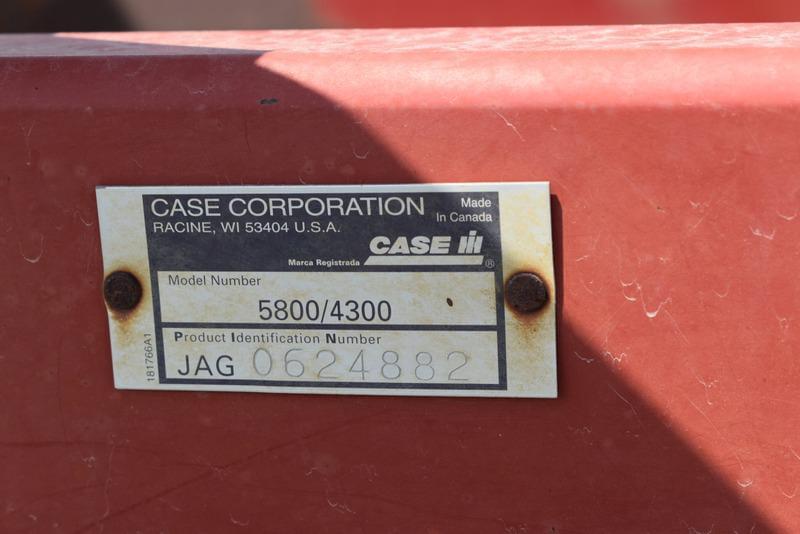 CASE CORPORATION
Made
In Canada
RACINE, WI 53404 U.S.A.
CASE III
Marca Registrada
®
Model Number
5800/4300
Product Identification Number
JAG 0624882
181766A1